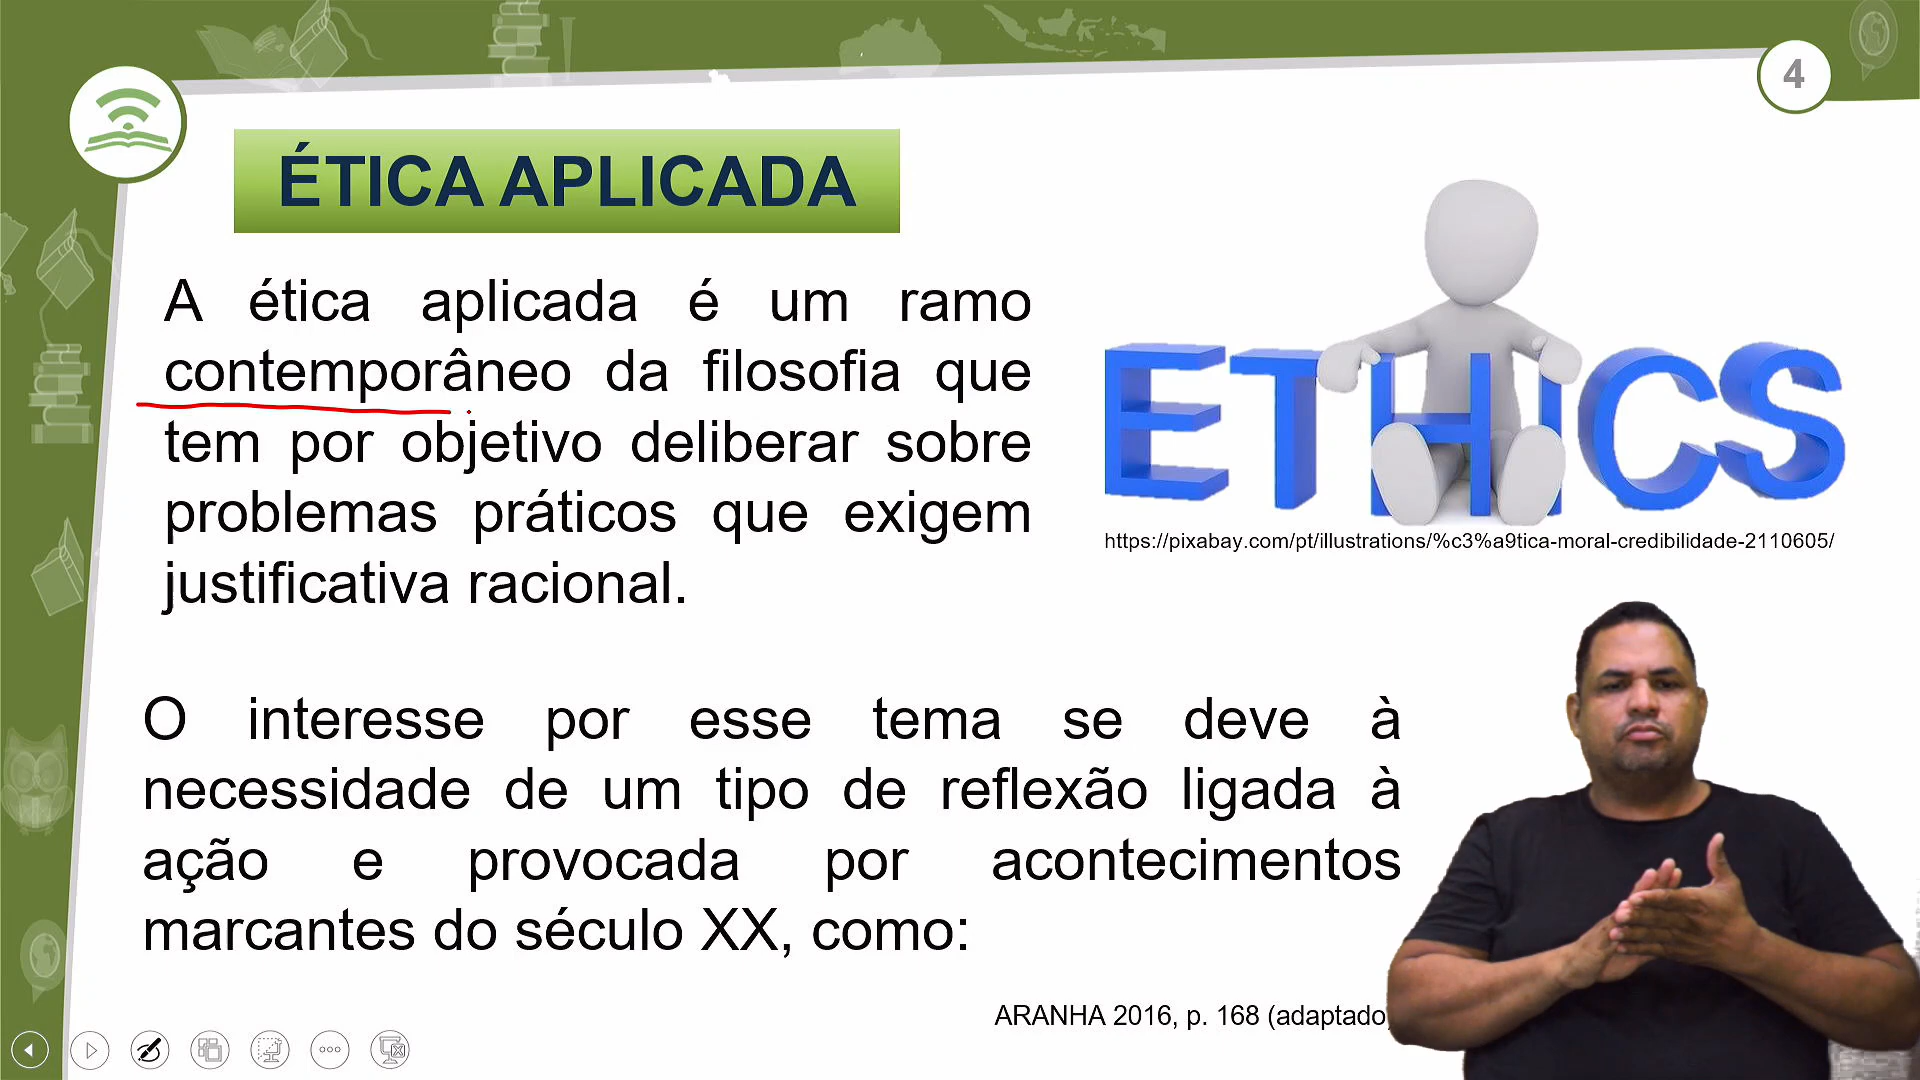 4
ÉTICA APLICADA
A ética aplicada é um ramo
contemporâneo da filosofia que
tem por objetivo deliberar sobre
problemas práticos que exigem
justificativa racional.
ETHICS
https://pixabay.com/pt/illustrations/%c3%a9tica-moral-credibilidade-2110605/
O interesse por esse tema se deve à
necessidade de um tipo de reflexão ligada à
ação e provocada por acontecimentos
marcantes do século XX, como:
ARANHA 2016, p. 168 (adaptado)